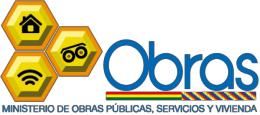 Obras
MINISTERIO DE OBRAS PÚBLICAS, SERVICIOS Y VIVIENDA